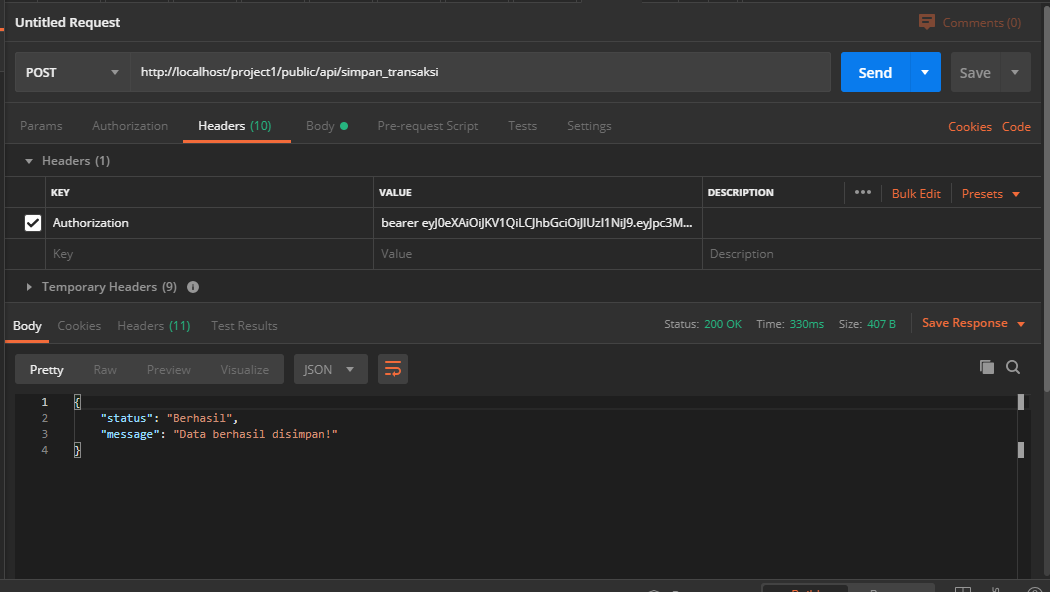 Untitled Request Comments (0)
POST http://localhost/project1/public/api/simpan_transaksi Send Save
Params Authorization Headers (10) Body Pre-request Script Tests Settings Cookies Code
Headers (1)
KEY VALUE DESCRIPTION ••• Bulk Edit Presets
Authorization bearer eyJ0eXAiOiJKV1QiLCJhbGciOiJIUzI1NiJ9.eyJpc3M...
Key Value Description
Temporary Headers (9)
Body Cookies Headers (11) Test Results Status: 200 OK Time: 330ms Size: 407 B Save Response
Pretty Raw Preview Visualize JSON
1 {
2 "status": "Berhasil",
3 "message": "Data berhasil disimpan!"
4 }